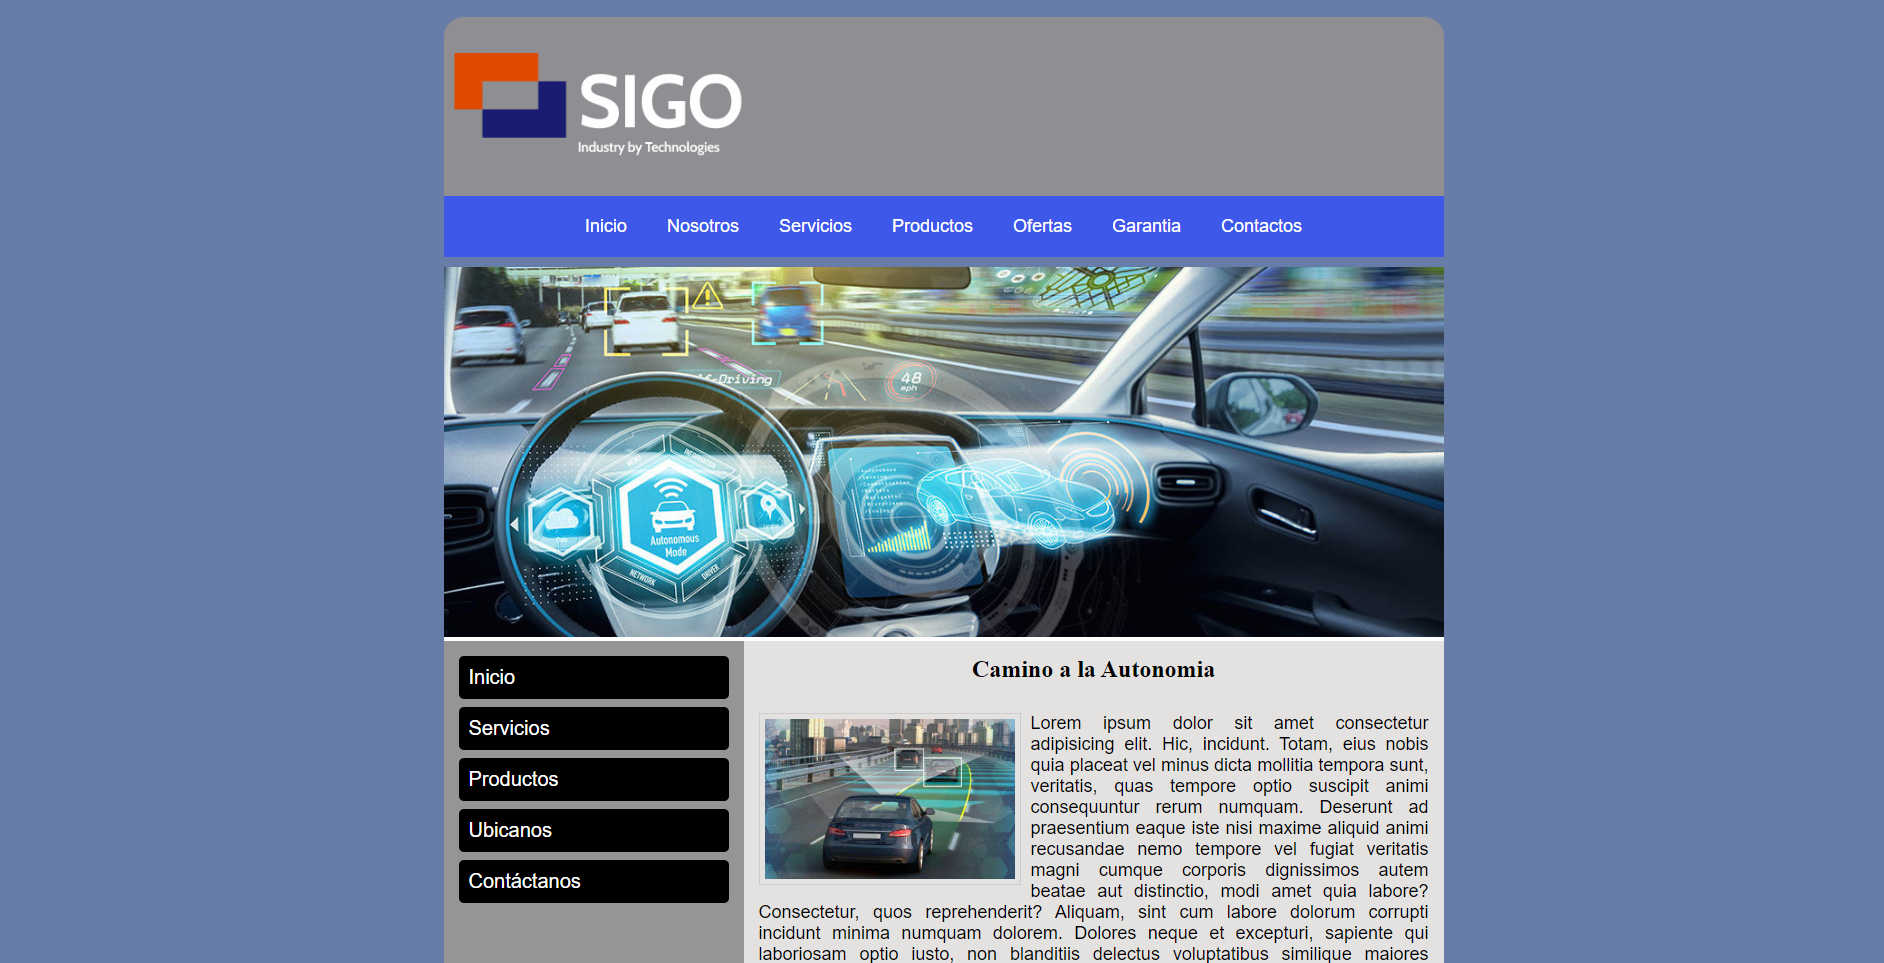 SIGO
Industry by Technologies
Inicio Nosotros Servicios Productos Ofertas Garantia Contactos
48
mph
Autonomous
Mode
NETWORK
DRIVER
Inicio
Servicios
Productos
Ubicanos
Contáctanos
Camino a la Autonomia
Lorem ipsum dolor sit amet consectetur
adipisicing elit. Hic, incidunt. Totam, eius nobis
quia placeat vel minus dicta mollitia tempora sunt,
veritatis, quas tempore optio suscipit animi
consequuntur rerum numquam. Deserunt ad
praesentium eaque iste nisi maxime aliquid animi
recusandae nemo tempore vel fugiat veritatis
magni cumque corporis dignissimos autem
beatae aut distinctio, modi amet quia labore?
Consectetur, quos reprehenderit? Aliquam, sint cum labore dolorum corrupti
incidunt minima numquam dolorem. Dolores neque et excepturi, sapiente qui
laboriosam optio iusto, non blanditiis delectus voluptatibus similique maiores